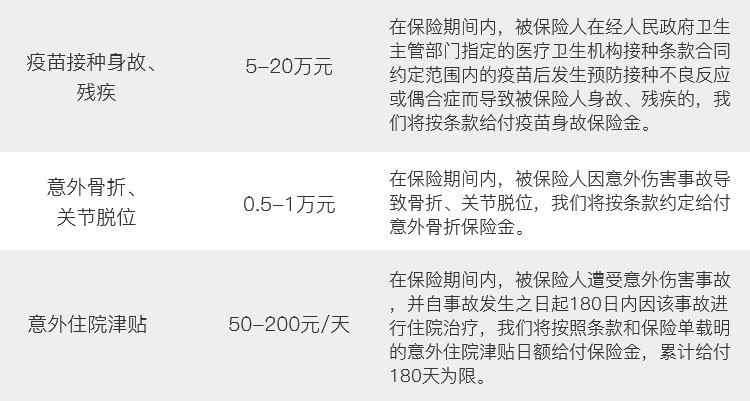 疫苗接种身故、
残疾
5-20万元
在保险期间内，被保险人在经人民政府卫生
主管部门指定的医疗卫生机构接种条款合同
约定范围内的疫苗后发生预防接种不良反应
或偶合症而导致被保险人身故、残疾的，我
们将按条款给付疫苗身故保险金。
意外骨折、
关节脱位
0.5-1万元
在保险期间内，被保险人因意外伤害事故导
致骨折、关节脱位，我们将按条款约定给付
意外骨折保险金。
意外住院津贴
50-200元/天
在保险期间内，被保险人遭受意外伤害事故
，并自事故发生之日起180日内因该事故进
行住院治疗，我们将按照条款和保险单载明
的意外住院津贴日额给付保险金，累计给付
180天为限。